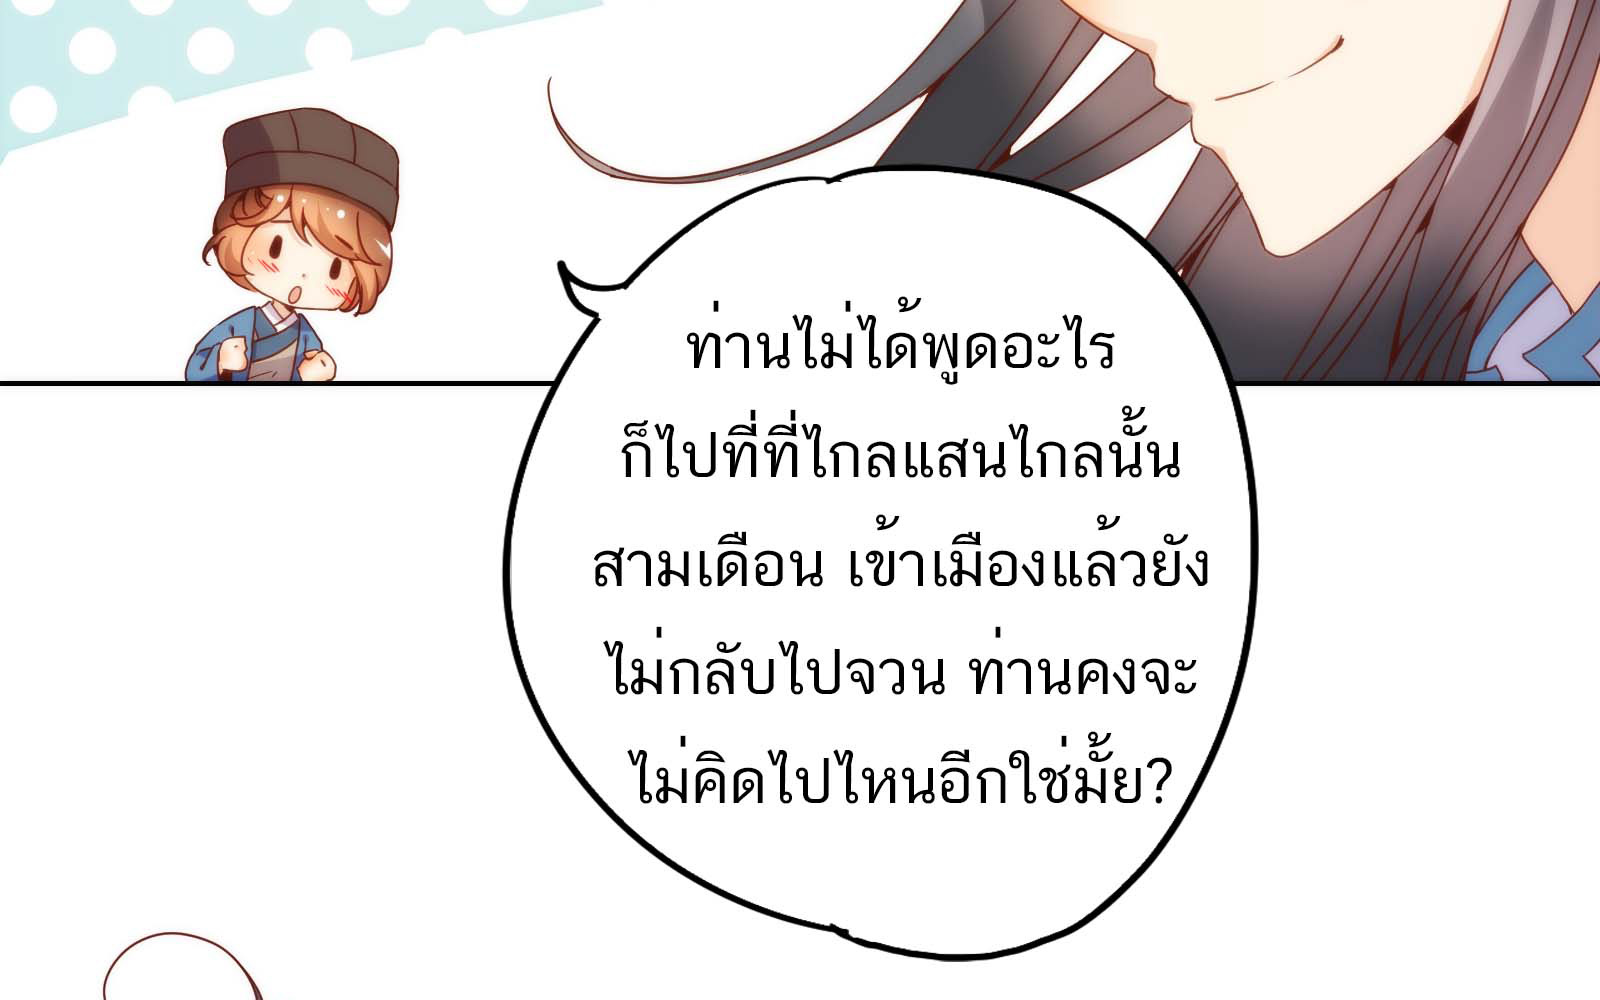 ท่านไม่ได้พูดอะไร
ก็ไปที่ที่ไกลแสนไกลนั้น
สามเดือน เข้าเมืองแล้วยัง
ไม่กลับไปจวน ท่านคงจะ
ไม่คิดไปไหนอีกใช่มั้ย?